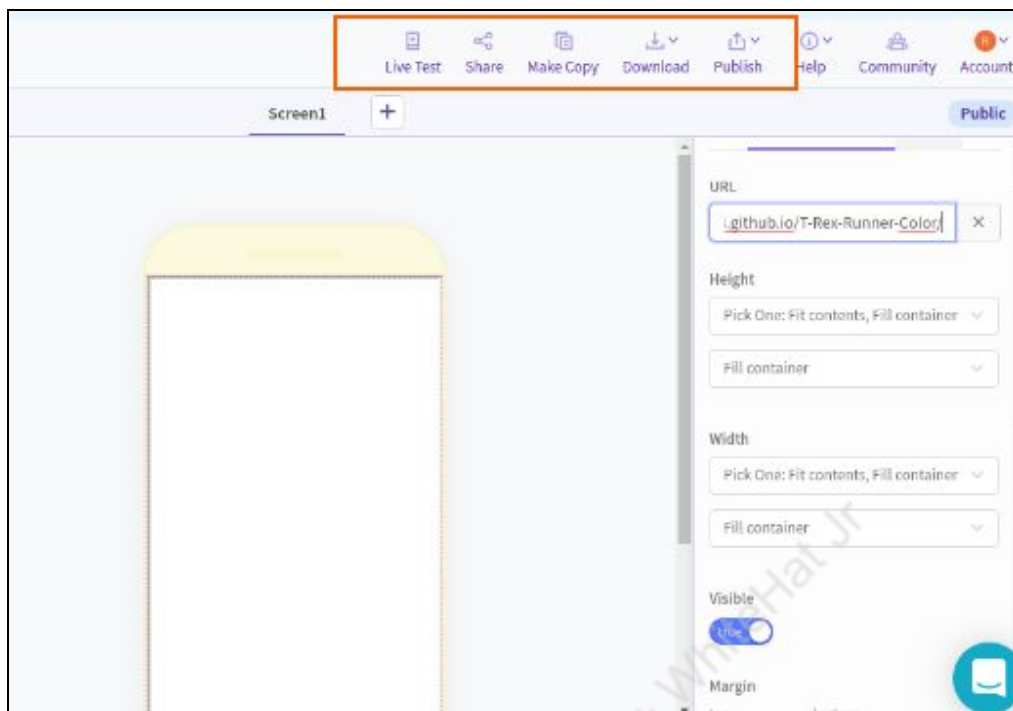 Live Test Share Make Copy Download Publish Help Community Account
Screen1 + Public
URL
.github.io/T-Rex-Runner-Color/
Height
Pick One: Fit contents, Fill container
Fill container
Width
Pick One: Fit contents, Fill container
Fill container
Visible
true
WhiteHat Jr
Margin